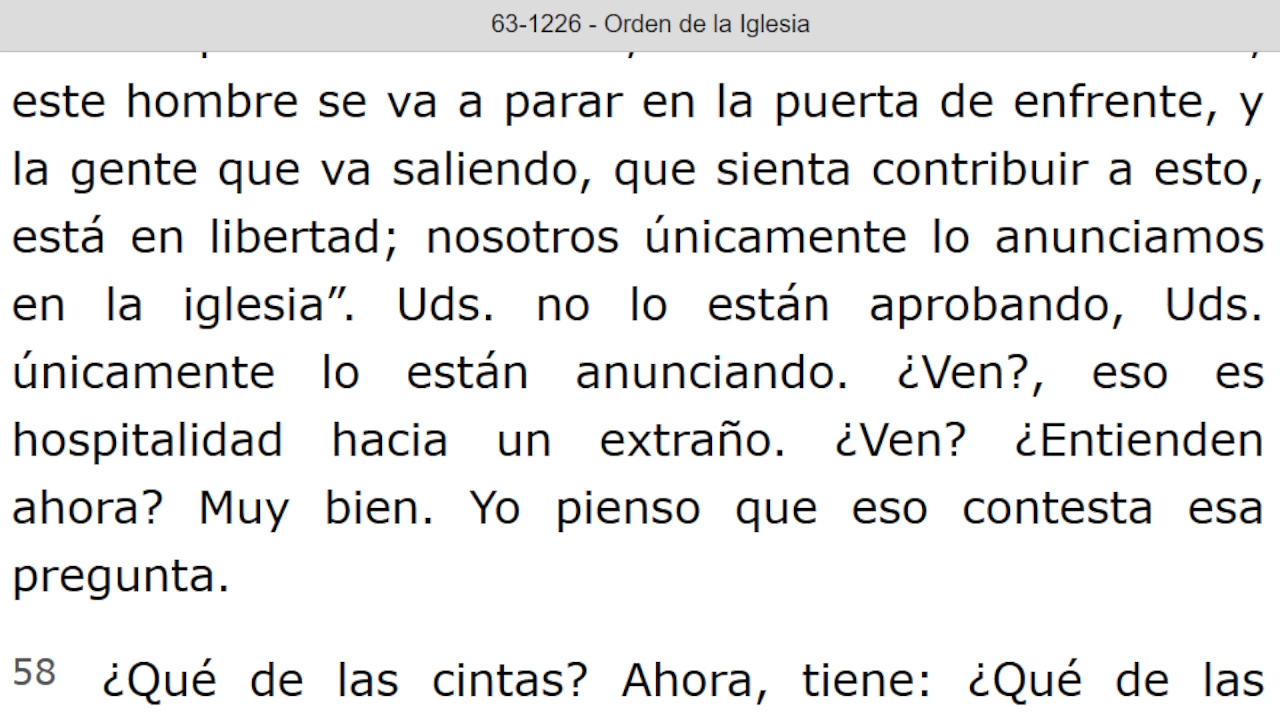 63-1226 - Orden de la Iglesia
este hombre se va a parar en la puerta de enfrente, y
la gente que va saliendo, que sienta contribuir a esto,
está en libertad; nosotros únicamente lo anunciamos
en la iglesia”. Uds. no lo están aprobando, Uds.
únicamente lo están anunciando. ¿Ven?, eso es
hospitalidad hacia un extraño. ¿Ven? ¿Entienden
ahora? Muy bien. Yo pienso que eso contesta esa
pregunta.
58 ¿Qué de las cintas? Ahora, tiene: ¿Qué de las